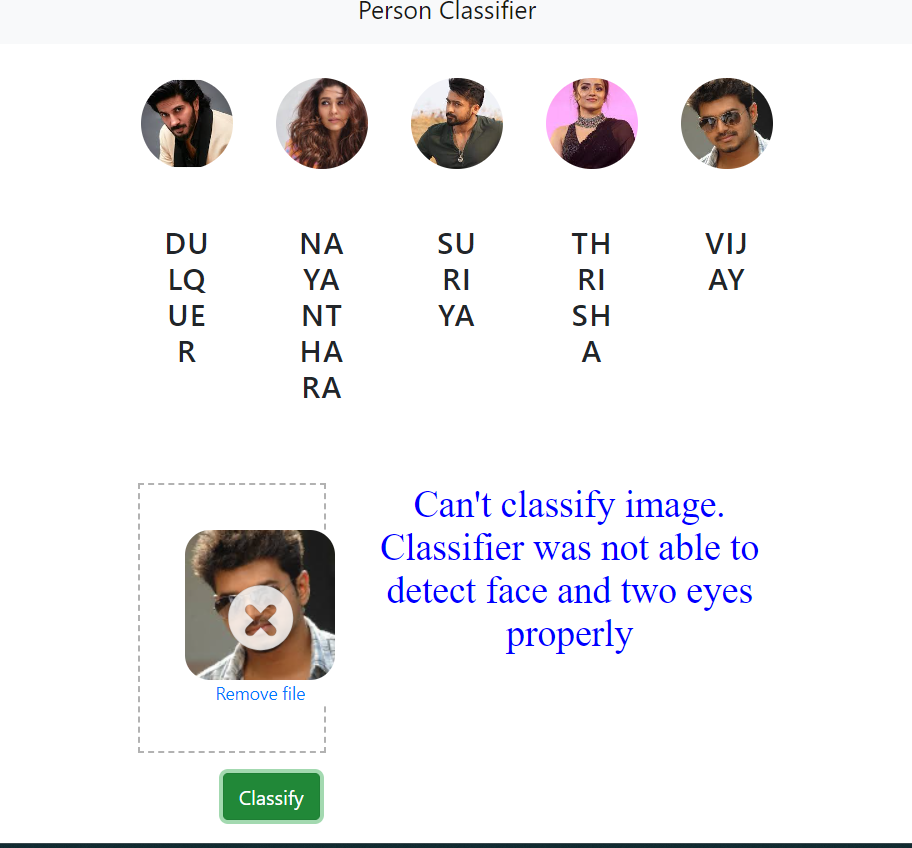 Person Classifier
DU
LQ
UE
R
NA
YA
NT
HA
RA
SU
RI
YA
TH
RI
SH
A
VIJ
AY
Can't classify image.
Classifier was not able to
detect face and two eyes
properly
Remove file
Classify